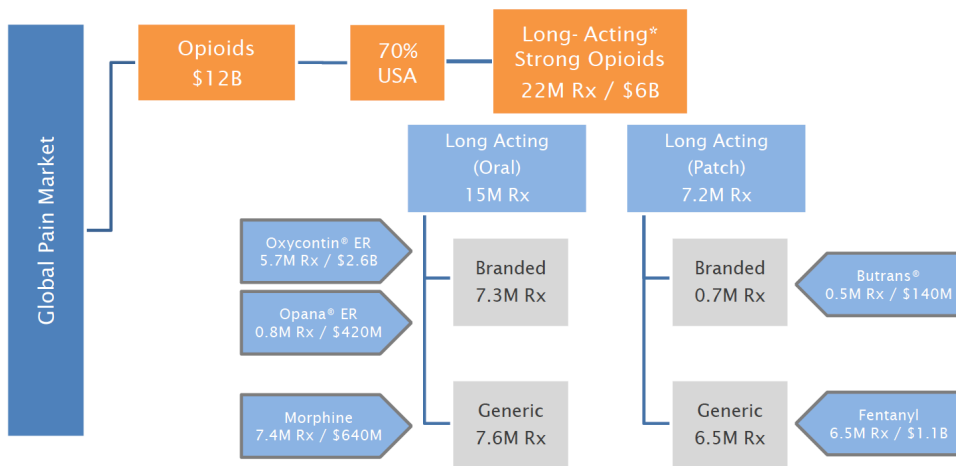 Global Pain Market
Opioids
$12B
70%
USA
Long- Acting*
Strong Opioids
22M Rx / $6B
Long Acting
(Oral)
15M Rx
Long Acting
(Patch)
7.2M Rx
Oxycontin® ER
5.7M Rx / $2.6B
Opana® ER
0.8M Rx / $420M
Branded
7.3M Rx
Branded
0.7M Rx
Butrans®
0.5M Rx / $140M
Morphine
7.4M Rx / $640M
Generic
7.6M Rx
Generic
6.5M Rx
Fentanyl
6.5M Rx / $1.1B